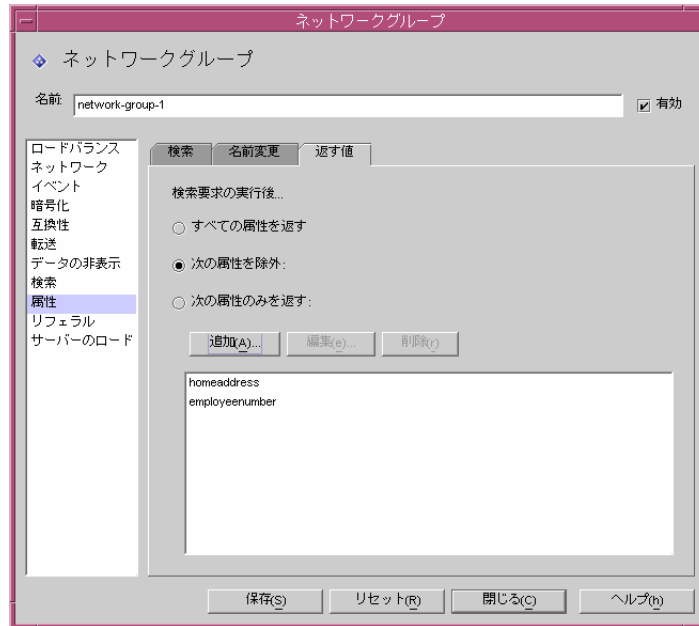 ネットワークグループ
ネットワークグループ
名前: network-group-1 有効
ロードバランス
ネットワーク
イベント
暗号化
互換性
転送
データの非表示
検索
属性
リフェラル
サーバーのロード
検索 名前変更 返す値
検索要求の実行後...
すべての属性を返す
次の属性を除外:
次の属性のみを返す:
追加(A)... 編集(e)... 削除(r)
homeaddress
employeenumber
保存(S) リセット(R) 閉じる(C) ヘルプ(h)